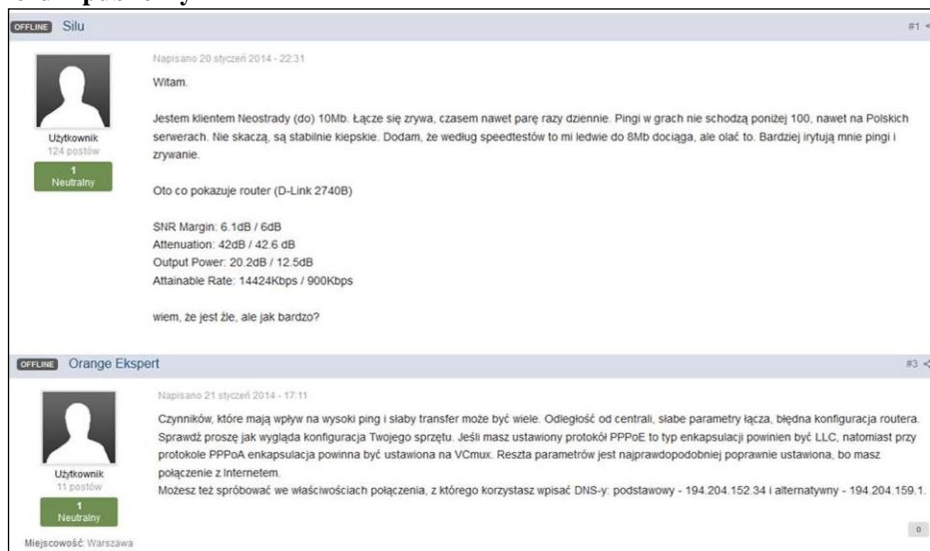 OFFLINE Silu #1
Napisano 20 styczeń 2014 - 22:31
Witam.
Jestem klientem Neostrady (do) 10Mb. Łącze się zrywa, czasem nawet parę razy dziennie. Pingi w grach nie schodzą poniżej 100, nawet na Polskich
serwerach. Nie skaczą, są stabilnie kiepskie. Dodam, że według speedtestów to mi ledwie do 8Mb dociąga, ale olać to. Bardziej irytują mnie pingi i
zrywanie.
Użytkownik
124 postów
1
Neutralny
Oto co pokazuje router (D-Link 2740B)
SNR Margin: 6.1dB / 6dB
Attenuation: 42dB / 42.6 dB
Output Power: 20.2dB / 12.5dB
Attainable Rate: 14424Kbps / 900Kbps
wiem, że jest źle, ale jak bardzo?
OFFLINE Orange Ekspert #3
Napisano 21 styczeń 2014 - 17:11
Czynników, które mają wpływ na wysoki ping i słaby transfer może być wiele. Odległość od centrali, słabe parametry łącza, błędna konfiguracja routera.
Sprawdź proszę jak wygląda konfiguracja Twojego sprzętu. Jeśli masz ustawiony protokół PPPoE to typ enkapsulacji powinien być LLC, natomiast przy
protokole PPPoA enkapsulacja powinna być ustawiona na VCmux. Reszta parametrów jest najprawdopodobniej poprawnie ustawiona, bo masz
połączenie z Internetem.
Możesz też spróbować we właściwościach połączenia, z którego korzystasz wpisać DNS-y: podstawowy - 194.204.152.34 i alternatywny - 194.204.159.1.
Użytkownik
11 postów
1
Neutralny
Miejscowość: Warszawa
0